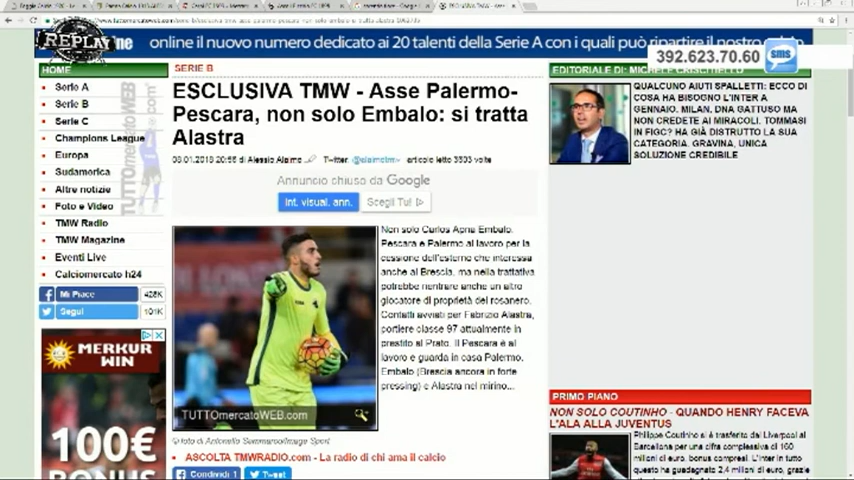 REPLAY
online il nuovo numero dedicato ai 20 talenti della Serie A con i quali può ripartire il nostro calcio
392.623.70.60
sms
HOME
Serie A
Serie B
Serie C
Champions League
Europa
Sudamerica
Altre notizie
Foto e Video
TMW Radio
TMW Magazine
Eventi Live
Calciomercato h24
Mi Piace 428K
Segui 101K
MERKUR
WIN
100€
BONUS
SERIE B
ESCLUSIVA TMW - Asse Palermo-
Pescara, non solo Embalo: si tratta
Alastra
08.01.2018 20:55 di Alessio Alaimo Twitter: articolo letto 3503 volte
Annuncio chiuso da Google
Int. visual. ann. Scegli Tu!
TUTTOmercatoWEB.com
© foto di Antonello Sammarco/Image Sport
Non solo Carlos Apna Embalo.
Pescara e Palermo al lavoro per la
cessione dell'esterno che interessa
anche al Brescia, ma nella trattativa
potrebbe rientrare anche un altro
giocatore di proprietà dei rosanero.
Contatti avviati per Fabrizio Alastra,
portiere classe 97 attualmente in
prestito al Prato. Il Pescara è al
lavoro e guarda in casa Palermo.
Embalo (Brescia ancora in forte
pressing) e Alastra nel mirino...
ASCOLTA TMWRADIO.com - La radio di chi ama il calcio
Condividi 1 Tweet
EDITORIALE DI: MICHELE CRISCITIELLO
QUALCUNO AIUTI SPALLETTI: ECCO DI
COSA HA BISOGNO L'INTER A
GENNAIO. MILAN, DNA GATTUSO MA
NON CREDETE AI MIRACOLI. TOMMASI
IN FIGC? HA GIÀ DISTRUTTO LA SUA
CATEGORIA. GRAVINA, UNICA
SOLUZIONE CREDIBILE
PRIMO PIANO
NON SOLO COUTINHO - QUANDO HENRY FACEVA
L'ALA ALLA JUVENTUS
Philippe Coutinho si è trasferito dal Liverpool al
Barcellona per una cifra complessiva di 160
milioni di euro, bonus compresi. L'Inter in tutto
questo ha guadagnato 2,4 milioni di euro, grazie